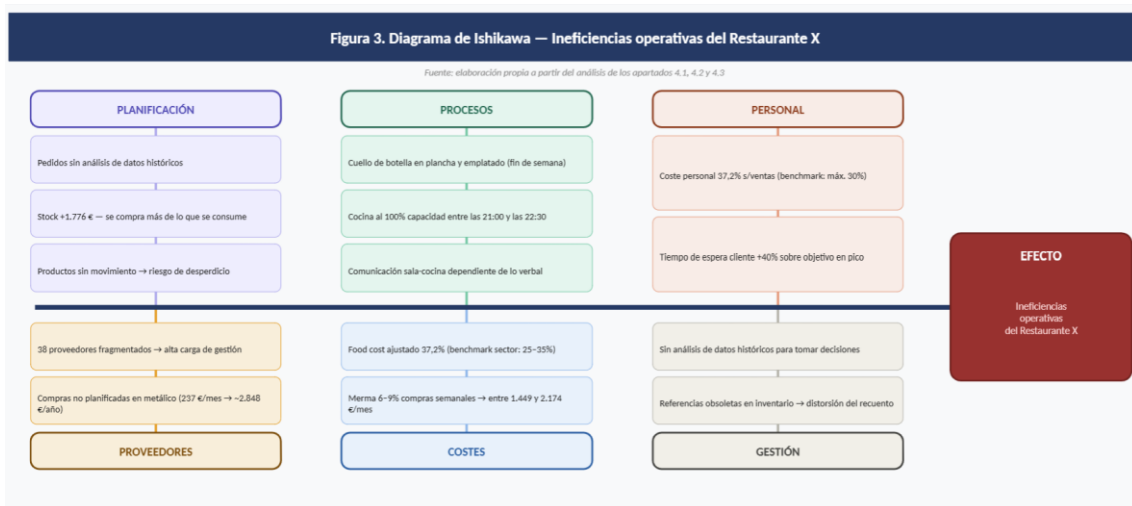 Figura 3. Diagrama de Ishikawa — Ineficiencias operativas del Restaurante X
Fuente: elaboración propia a partir del análisis de los apartados 4.1, 4.2 y 4.3
PLANIFICACIÓN
Pedidos sin análisis de datos históricos
Stock +1.776 € — se compra más de lo que se consume
Productos sin movimiento → riesgo de desperdicio
PROCESOS
Cuello de botella en plancha y emplatado (fin de semana)
Cocina al 100% capacidad entre las 21:00 y las 22:30
Comunicación sala-cocina dependiente de lo verbal
PERSONAL
Coste personal 37,2% s/ventas (benchmark: máx. 30%)
Tiempo de espera cliente +40% sobre objetivo en pico
EFECTO
Ineficiencias
operativas
del Restaurante X
38 proveedores fragmentados → alta carga de gestión
Compras no planificadas en metálico (237 €/mes → ~2.848
€/año)
PROVEEDORES
Food cost ajustado 37,2% (benchmark sector: 25–35%)
Merma 6–9% compras semanales → entre 1.449 y 2.174
€/mes
COSTES
Sin análisis de datos históricos para tomar decisiones
Referencias obsoletas en inventario → distorsión del recuento
GESTIÓN